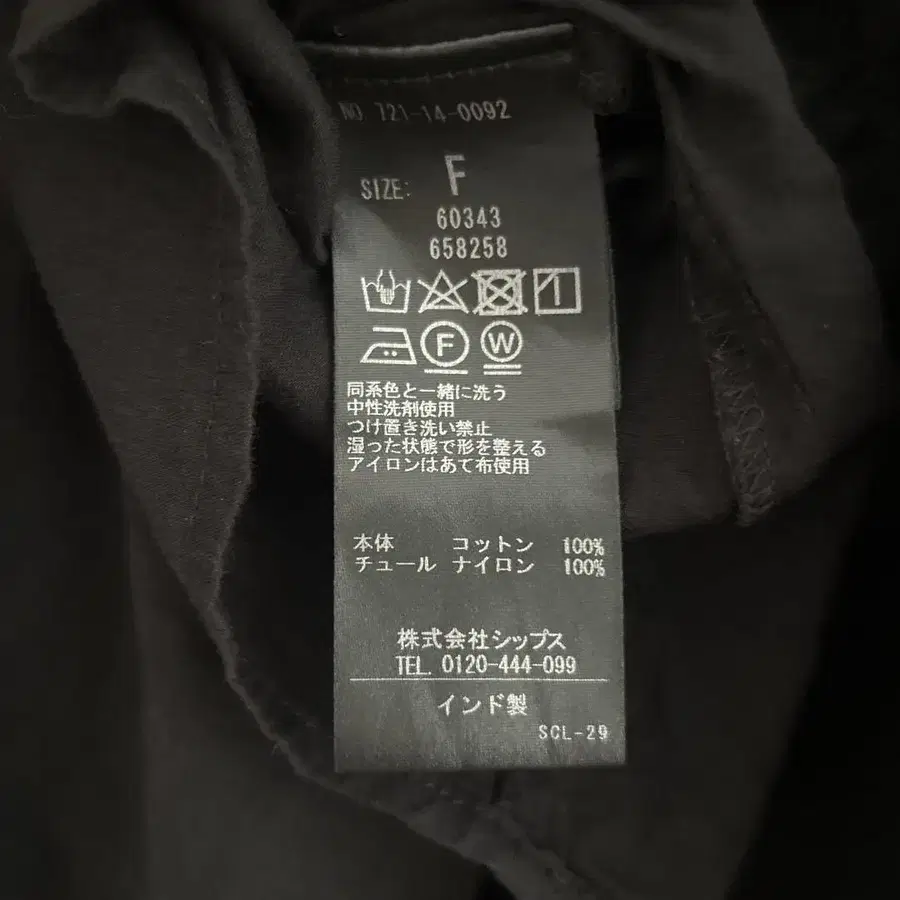 NO 721-14-0092
SIZE: F
60343
658258
F W
同系色と一緒に洗う
中性洗剤使用
つけ置き洗い禁止
湿った状態で形を整える
アイロンはあて布使用
本体 コットン 100%
チュール ナイロン 100%
株式会社シップス
TEL. 0120-444-099
インド製
SCL-29